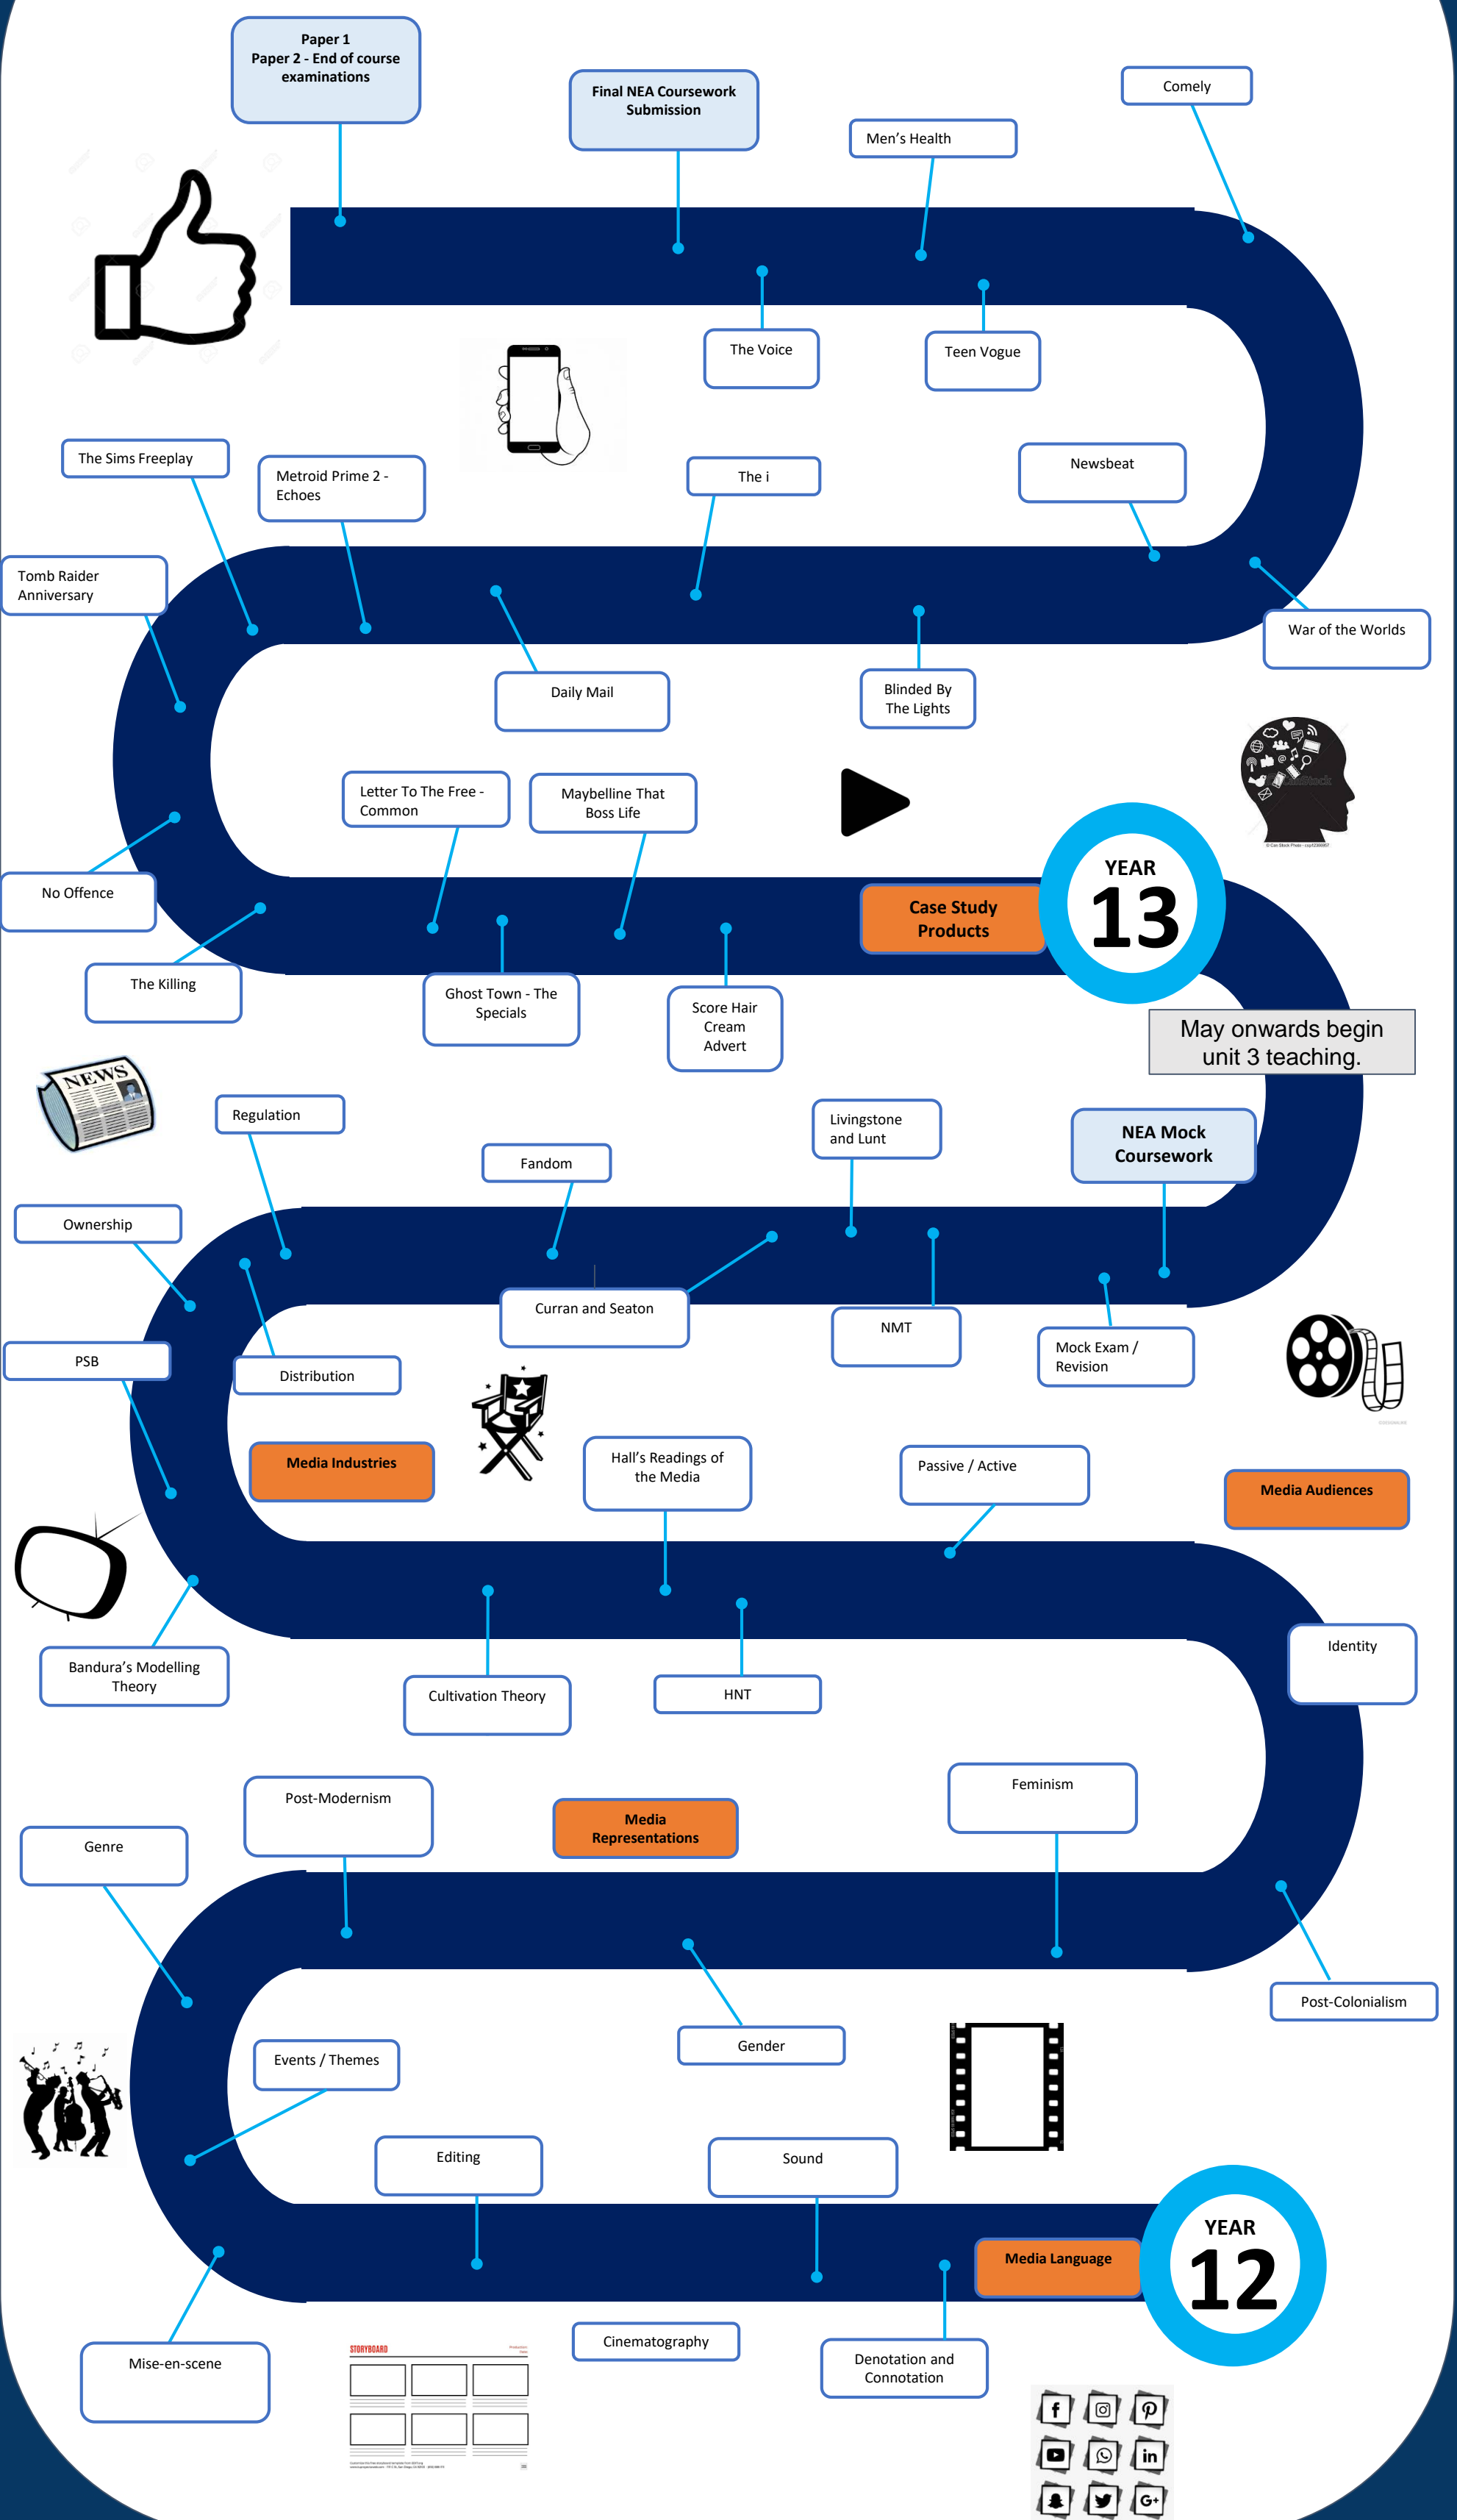 Paper 1
Paper 2 - End of course
examinations
Final NEA Coursework
Submission
Comely
Men's Health
The Voice
Teen Vogue
The Sims Freeplay
Metroid Prime 2 -
Echoes
The i
Newsbeat
Tomb Raider
Anniversary
War of the Worlds
Daily Mail
Blinded By
The Lights
Letter To The Free -
Common
Maybelline That
Boss Life
YEAR
13
Case Study
Products
No Offence
The Killing
Ghost Town - The
Specials
Score Hair
Cream
Advert
May onwards begin
unit 3 teaching.
NEWS
Regulation
Livingstone
and Lunt
NEA Mock
Coursework
Fandom
Ownership
Curran and Seaton
NMT
Mock Exam /
Revision
PSB
Distribution
Media Industries
Hall's Readings of
the Media
Passive / Active
Media Audiences
Bandura's Modelling
Theory
Cultivation Theory
HNT
Identity
Post-Modernism
Feminism
Media
Representations
Genre
Post-Colonialism
Gender
Events / Themes
Editing
Sound
YEAR
12
Media Language
Cinematography
Mise-en-scene
Denotation and
Connotation
STORYBOARD